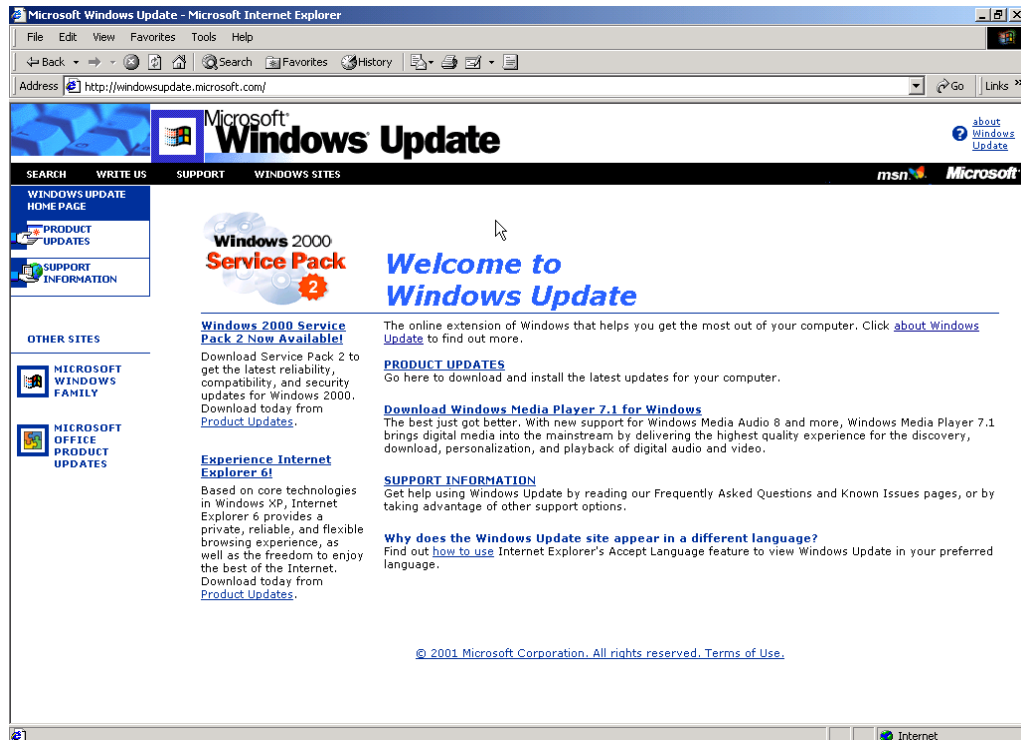 Microsoft Windows Update - Microsoft Internet Explorer
File Edit View Favorites Tools Help
Back Search Favorites History
Address http://windowsupdate.microsoft.com/ Go Links »
Microsoft
Windows Update
about
Windows
Update
SEARCH WRITE US SUPPORT WINDOWS SITES msn Microsoft
WINDOWS UPDATE
HOME PAGE
PRODUCT
UPDATES
SUPPORT
INFORMATION
OTHER SITES
MICROSOFT
WINDOWS
FAMILY
MICROSOFT
OFFICE
PRODUCT
UPDATES
Windows 2000
Service Pack
2
Windows 2000 Service
Pack 2 Now Available!
Download Service Pack 2 to
get the latest reliability,
compatibility, and security
updates for Windows 2000.
Download today from
Product Updates.
Experience Internet
Explorer 6!
Based on core technologies
in Windows XP, Internet
Explorer 6 provides a
private, reliable, and flexible
browsing experience, as
well as the freedom to enjoy
the best of the Internet.
Download today from
Product Updates.
Welcome to
Windows Update
The online extension of Windows that helps you get the most out of your computer. Click about Windows
Update to find out more.
PRODUCT UPDATES
Go here to download and install the latest updates for your computer.
Download Windows Media Player 7.1 for Windows
The best just got better. With new support for Windows Media Audio 8 and more, Windows Media Player 7.1
brings digital media into the mainstream by delivering the highest quality experience for the discovery,
download, personalization, and playback of digital audio and video.
SUPPORT INFORMATION
Get help using Windows Update by reading our Frequently Asked Questions and Known Issues pages, or by
taking advantage of other support options.
Why does the Windows Update site appear in a different language?
Find out how to use Internet Explorer's Accept Language feature to view Windows Update in your preferred
language.
© 2001 Microsoft Corporation. All rights reserved. Terms of Use.
Internet